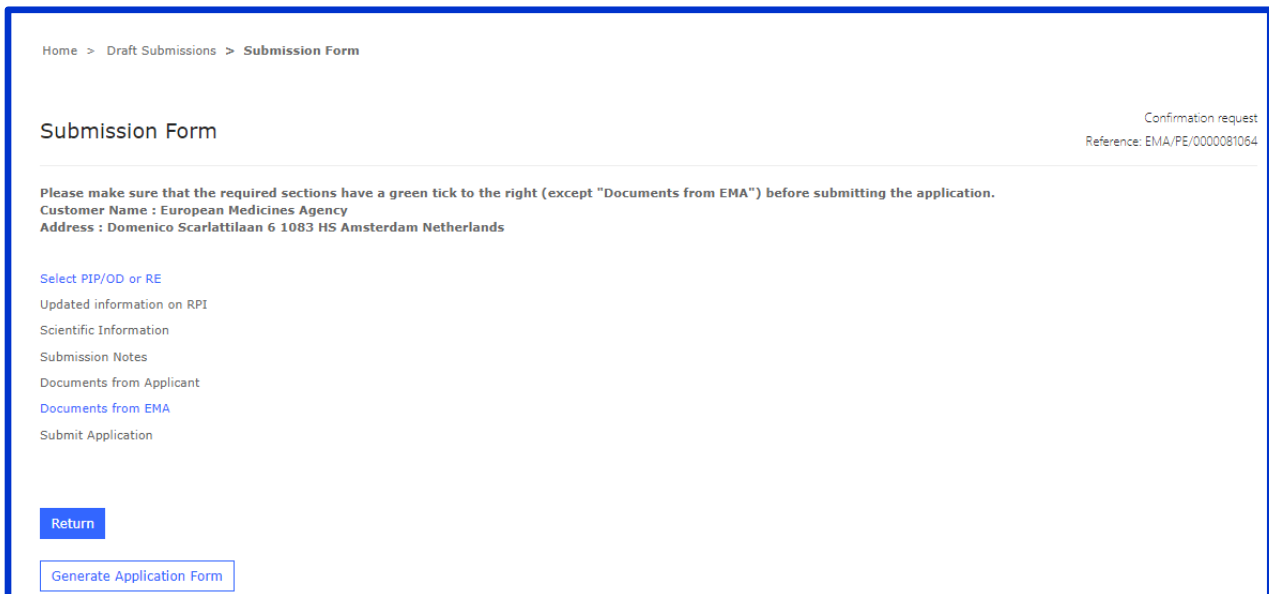 Home > Draft Submissions > Submission Form
Submission Form
Confirmation request
Reference: EMA/PE/0000081064
Please make sure that the required sections have a green tick to the right (except "Documents from EMA") before submitting the application.
Customer Name : European Medicines Agency
Address : Domenico Scarlattilaan 6 1083 HS Amsterdam Netherlands
Select PIP/OD or RE
Updated information on RPI
Scientific Information
Submission Notes
Documents from Applicant
Documents from EMA
Submit Application
Return
Generate Application Form